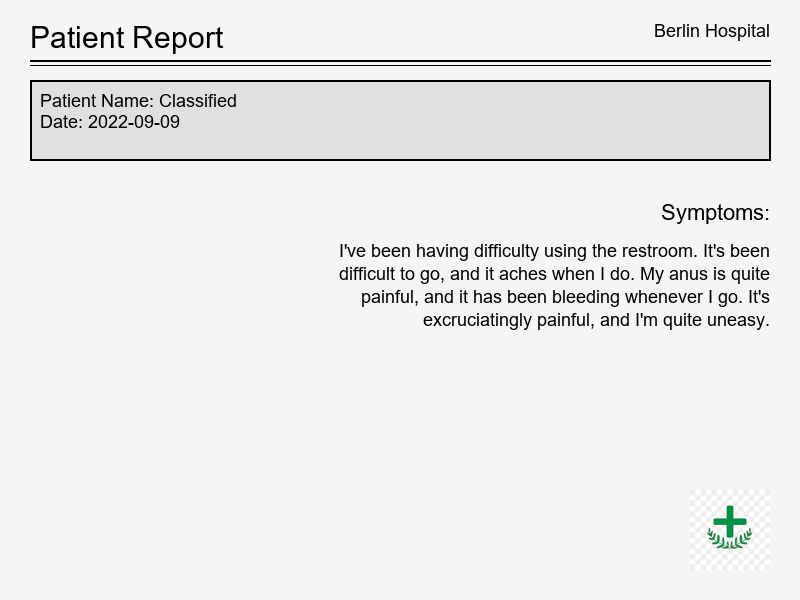 Patient Report
Berlin Hospital
Patient Name: Classified
Date: 2022-09-09
Symptoms:
I've been having difficulty using the restroom. It's been
difficult to go, and it aches when I do. My anus is quite
painful, and it has been bleeding whenever I go. It's
excruciatingly painful, and I'm quite uneasy.